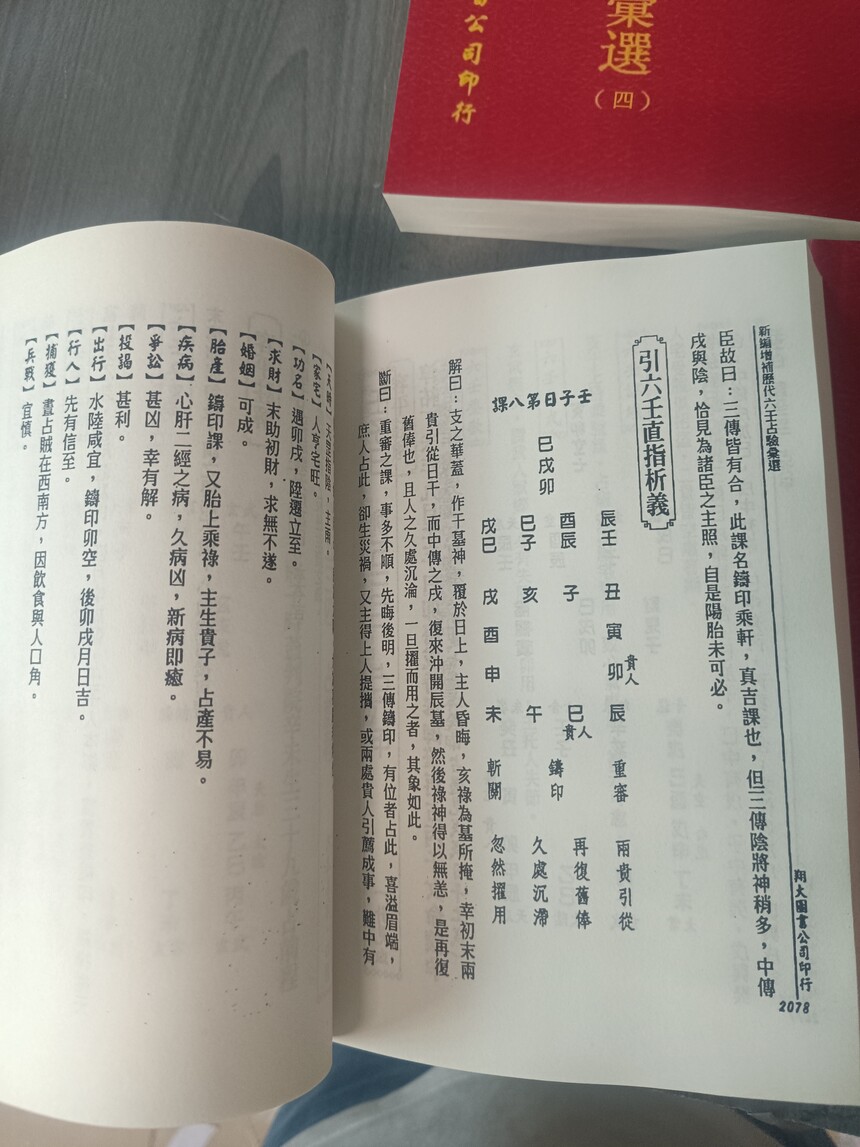 彙選
(四)
公司印行
新編增補歷代六壬占驗彙選
臣故曰：三傳皆有合，此課名鑄印乘軒，真吉課也，但三傳陰將神稍多，中傳
戌與陰，恰見為諸臣之主照，自是陽胎未可必。
引六壬直指析義
壬子日第八課
巳戌卯
辰壬 丑 寅 卯貴人 辰 重審 兩貴引從
酉辰 子 巳貴人 鑄印 再復舊俸
巳子 亥 午 久處沉滯
戌巳 戌 酉 申 未 斬關 忽然擢用
解曰：支之華蓋，作干墓神，覆於日上，主人昏晦，亥祿為墓所掩，幸初末兩
貴引從日干，而中傳之戌，復來沖開辰墓，然後祿神得以無恙，是再復
舊俸也，且人之久處沉淪，一旦擢而用之者，其象如此。
斷曰：重審之課，事多不順，先晦後明，三傳鑄印，有位者占此，喜溢眉端，
庶人占此，卻生災禍，又主得上人提攜，或兩處貴人引薦成事，難中有
翔大圖書公司印行
2078
【家宅】人亨宅旺。
【功名】遇卯戌，陞遷立至。
【求財】末助初財，求無不遂。
【婚姻】可成。
【胎產】鑄印課，又胎上乘祿，主生貴子，占產不易。
【疾病】心肝二經之病，久病凶，新病即癒。
【爭訟】甚凶，幸有解。
【投謁】甚利。
【出行】水陸咸宜，鑄印卯空，後卯戌月日吉。
【行人】先有信至。
【捕獲】晝占賊在西南方，因飲食與人口角。
【兵戰】宜慎。